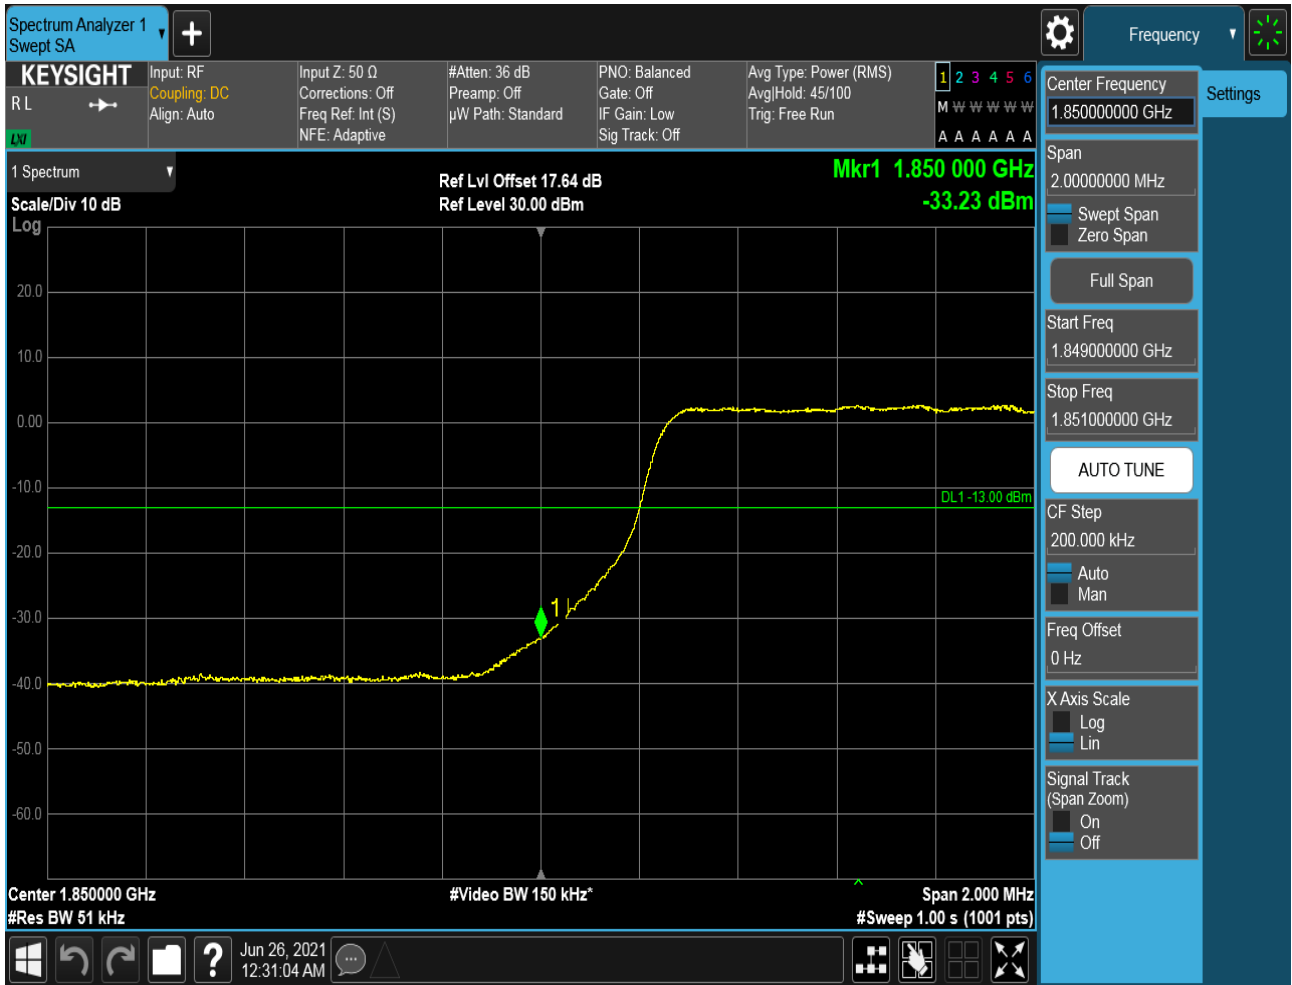 Spectrum Analyzer 1
Swept SA
Frequency
KEYSIGHT
R L
LXI
Input: RF
Coupling: DC
Align: Auto
Input Z: 50 Ω
Corrections: Off
Freq Ref: Int (S)
NFE: Adaptive
#Atten: 36 dB
Preamp: Off
µW Path: Standard
PNO: Balanced
Gate: Off
IF Gain: Low
Sig Track: Off
Avg Type: Power (RMS)
Avg|Hold: 45/100
Trig: Free Run
1 2 3 4 5 6
M W W W W W
A A A A A A
1 Spectrum
Scale/Div 10 dB
Log
Ref Lvl Offset 17.64 dB
Ref Level 30.00 dBm
Mkr1 1.850 000 GHz
-33.23 dBm
20.0
10.0
0.00
-10.0
DL1 -13.00 dBm
-20.0
1
-30.0
-40.0
-50.0
-60.0
Center 1.850000 GHz
#Video BW 150 kHz*
Span 2.000 MHz
#Res BW 51 kHz
#Sweep 1.00 s (1001 pts)
Jun 26, 2021
12:31:04 AM
Center Frequency
1.850000000 GHz
Settings
Span
2.00000000 MHz
Swept Span
Zero Span
Full Span
Start Freq
1.849000000 GHz
Stop Freq
1.851000000 GHz
AUTO TUNE
CF Step
200.000 kHz
Auto
Man
Freq Offset
0 Hz
X Axis Scale
Log
Lin
Signal Track
(Span Zoom)
On
Off